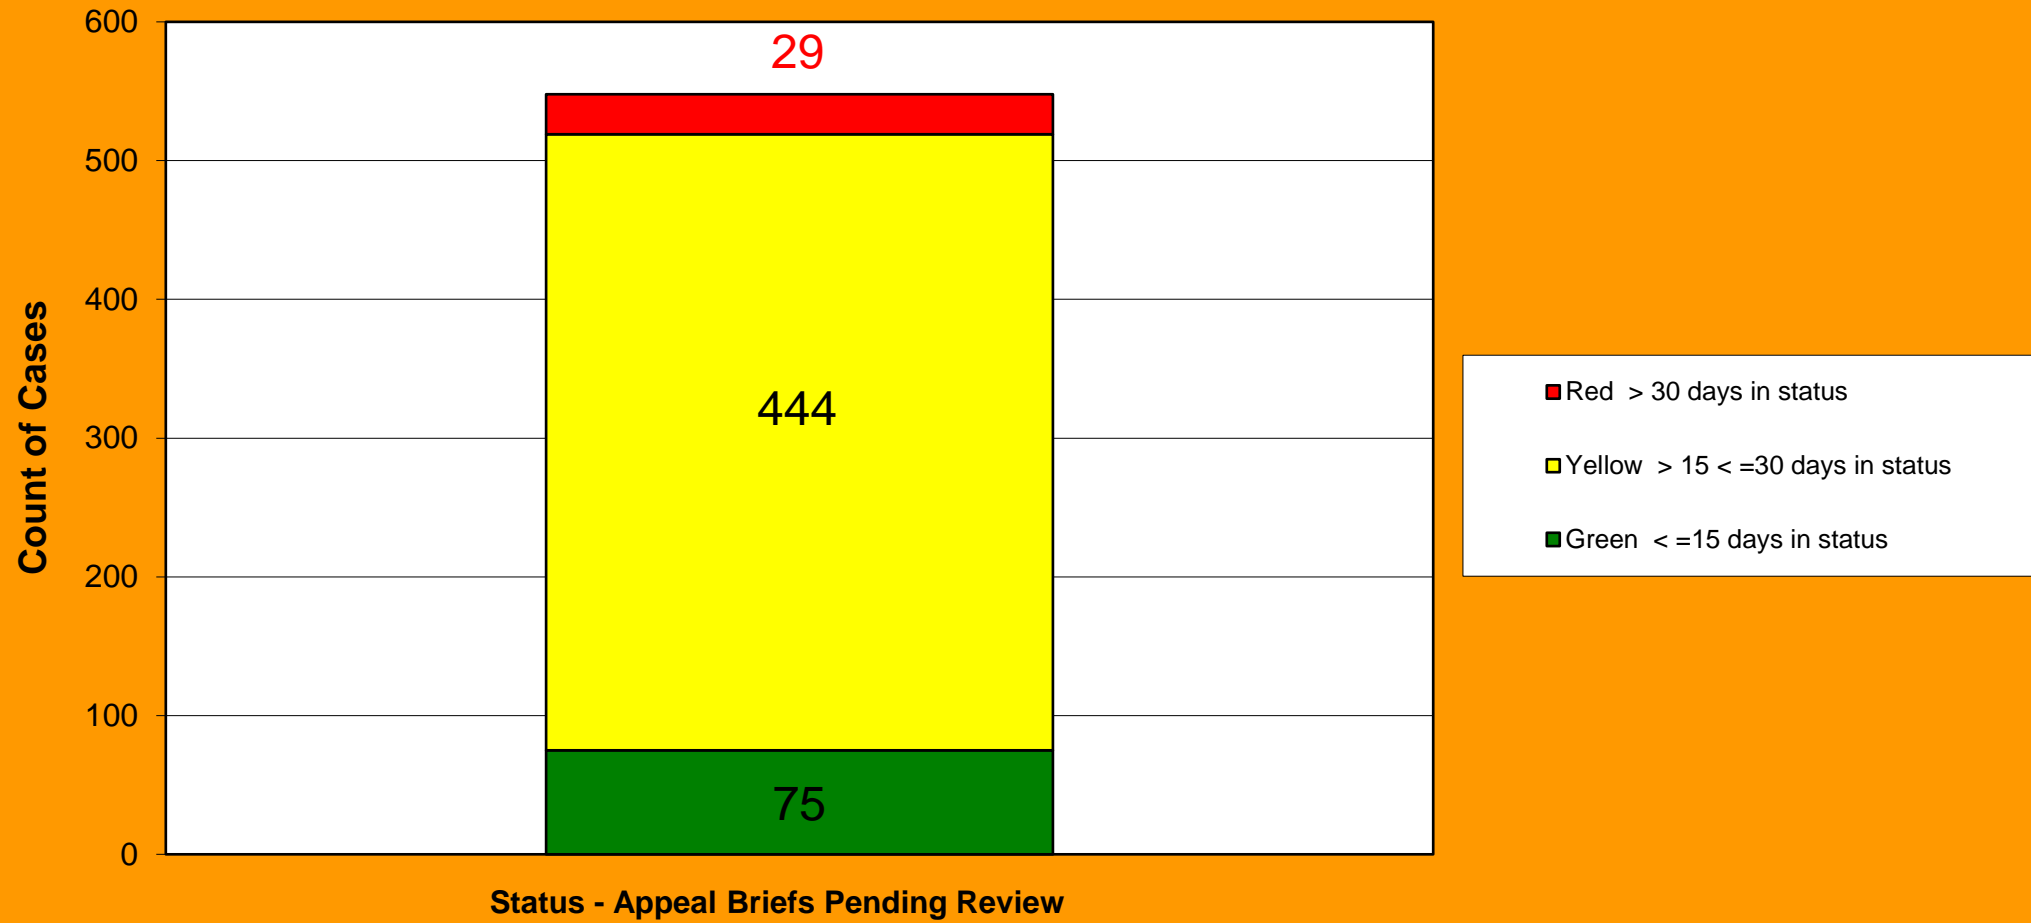 600
500
400
300
200
100
0
Count of Cases
29
444
75
Status - Appeal Briefs Pending Review
Red > 30 days in status
Yellow > 15 < =30 days in status
Green < =15 days in status